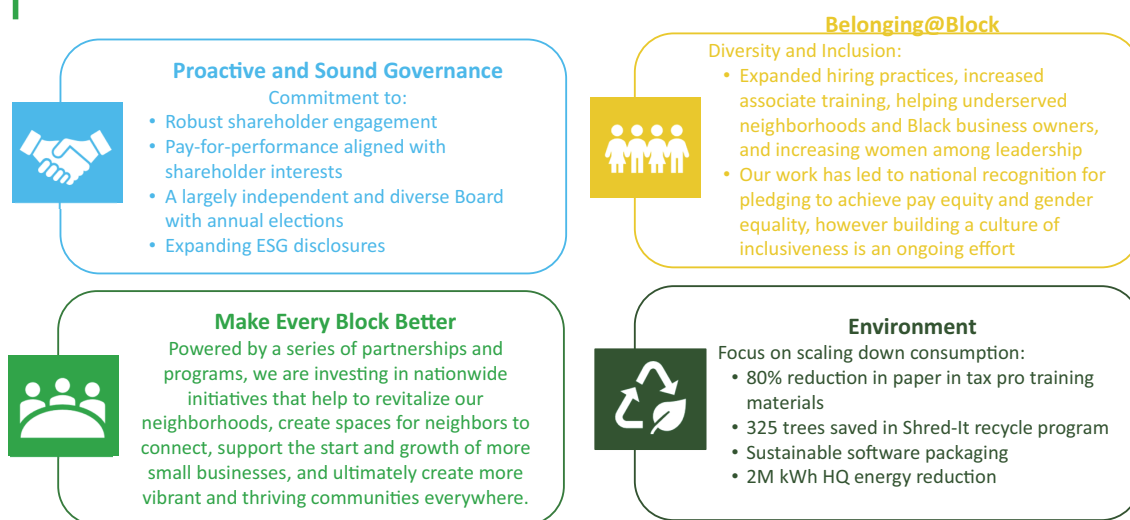 Proactive and Sound Governance
Commitment to:
• Robust shareholder engagement
• Pay-for-performance aligned with
shareholder interests
• A largely independent and diverse Board
with annual elections
• Expanding ESG disclosures
Belonging@Block
Diversity and Inclusion:
• Expanded hiring practices, increased
associate training, helping underserved
neighborhoods and Black business owners,
and increasing women among leadership
• Our work has led to national recognition for
pledging to achieve pay equity and gender
equality, however building a culture of
inclusiveness is an ongoing effort
Make Every Block Better
Powered by a series of partnerships and
programs, we are investing in nationwide
initiatives that help to revitalize our
neighborhoods, create spaces for neighbors to
connect, support the start and growth of more
small businesses, and ultimately create more
vibrant and thriving communities everywhere.
Environment
Focus on scaling down consumption:
• 80% reduction in paper in tax pro training
materials
• 325 trees saved in Shred-It recycle program
• Sustainable software packaging
• 2M kWh HQ energy reduction